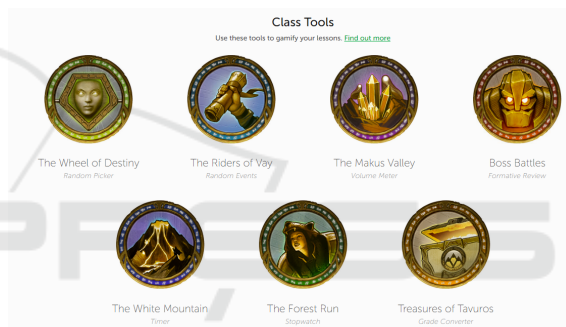 Class Tools
Use these tools to gamify your lessons. Find out more
The Wheel of Destiny
Random Picker
The Riders of Vay
Random Events
The Makus Valley
Volume Meter
Boss Battles
Formative Review
The White Mountain
Timer
The Forest Run
Stopwatch
Treasures of Tavuros
Grade Converter